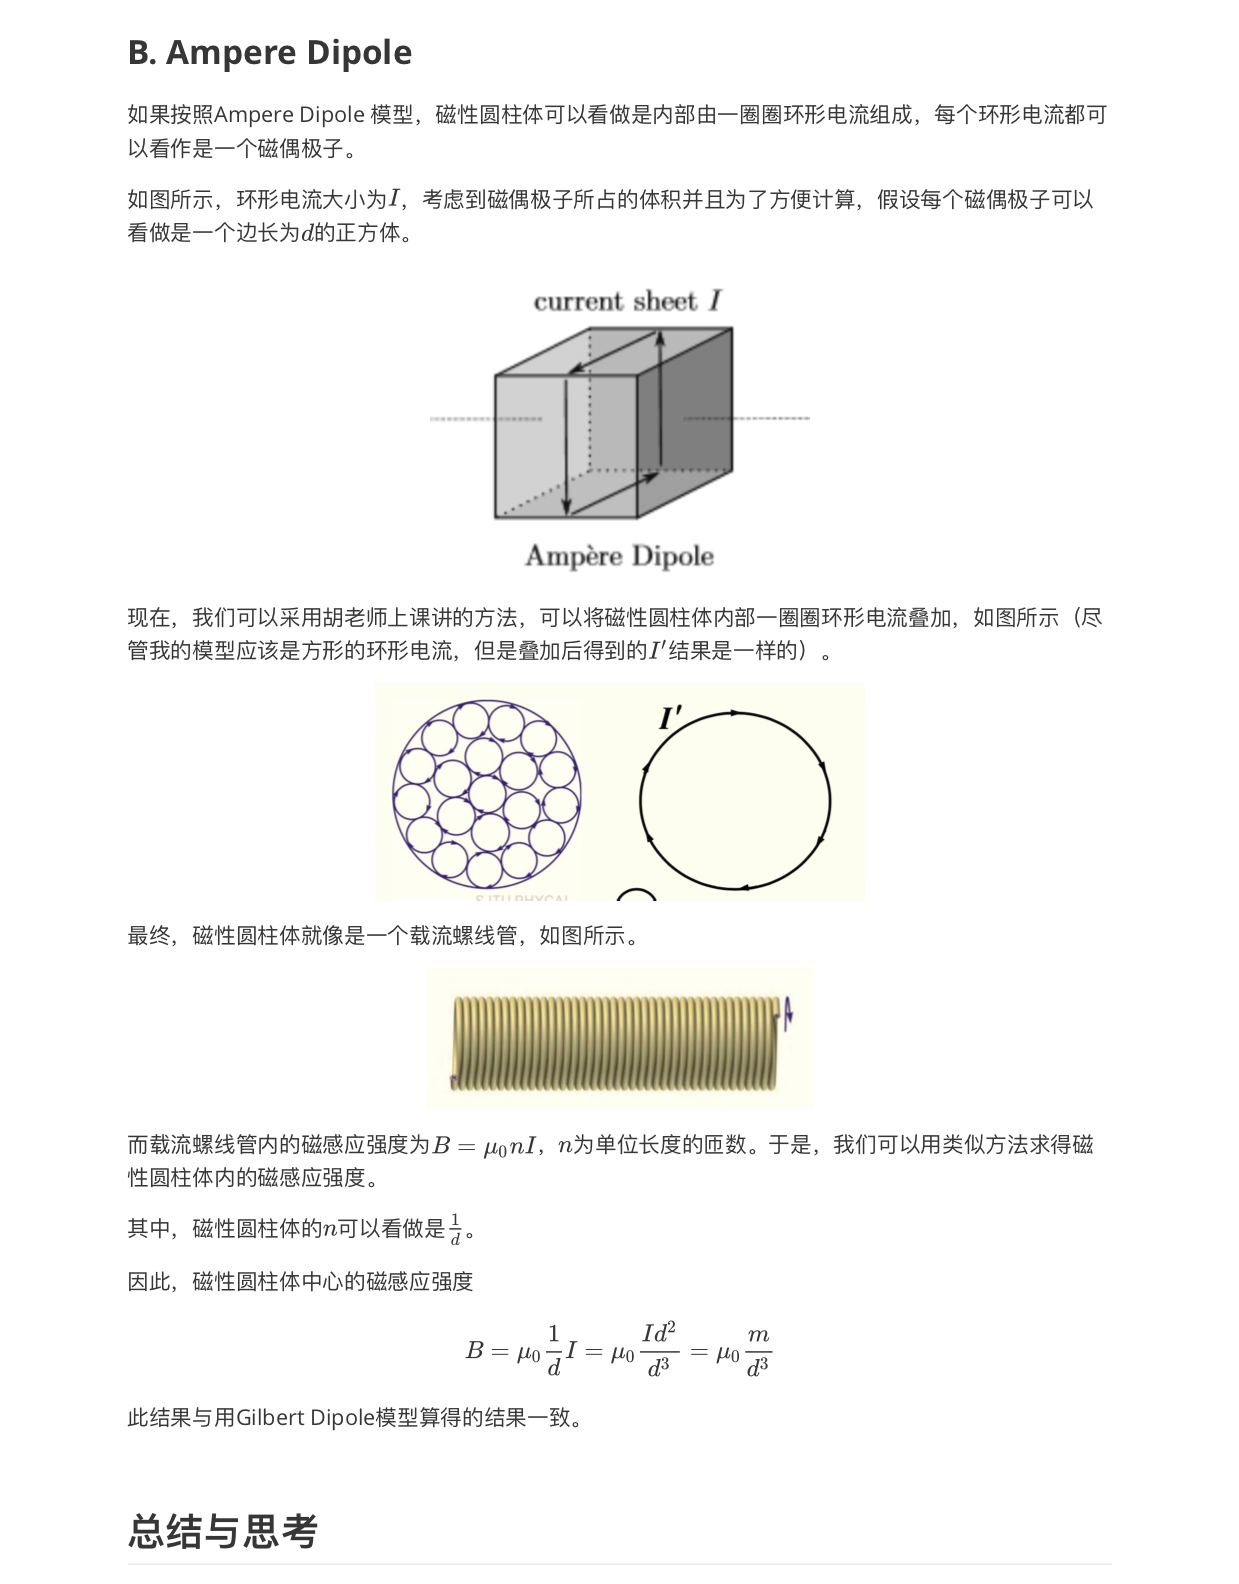 B. Ampere Dipole
如果按照Ampere Dipole 模型，磁性圆柱体可以看做是内部由一圈圈环形电流组成，每个环形电流都可
以看作是一个磁偶极子。
如图所示，环形电流大小为I，考虑到磁偶极子所占的体积并且为了方便计算，假设每个磁偶极子可以
看做是一个边长为d的正方体。
current sheet I
Ampère Dipole
现在，我们可以采用胡老师上课讲的方法，可以将磁性圆柱体内部一圈圈环形电流叠加，如图所示（尽
管我的模型应该是方形的环形电流，但是叠加后得到的I′结果是一样的）。
I′
最终，磁性圆柱体就像是一个载流螺线管，如图所示。
而载流螺线管内的磁感应强度为B = μ₀nI，n为单位长度的匝数。于是，我们可以用类似方法求得磁
性圆柱体内的磁感应强度。
其中，磁性圆柱体的n可以看做是1/d。
因此，磁性圆柱体中心的磁感应强度
B = μ₀ 1/d I = μ₀ Id²/d³ = μ₀ m/d³
此结果与用Gilbert Dipole模型算得的结果一致。
总结与思考